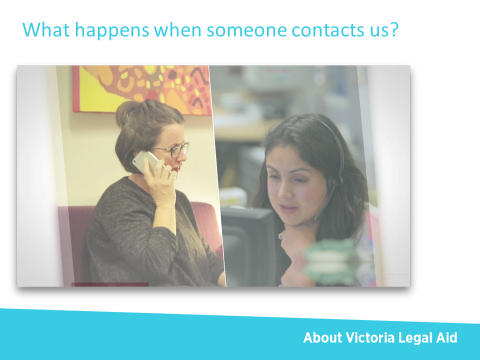 What happens when someone contacts us?
About Victoria Legal Aid